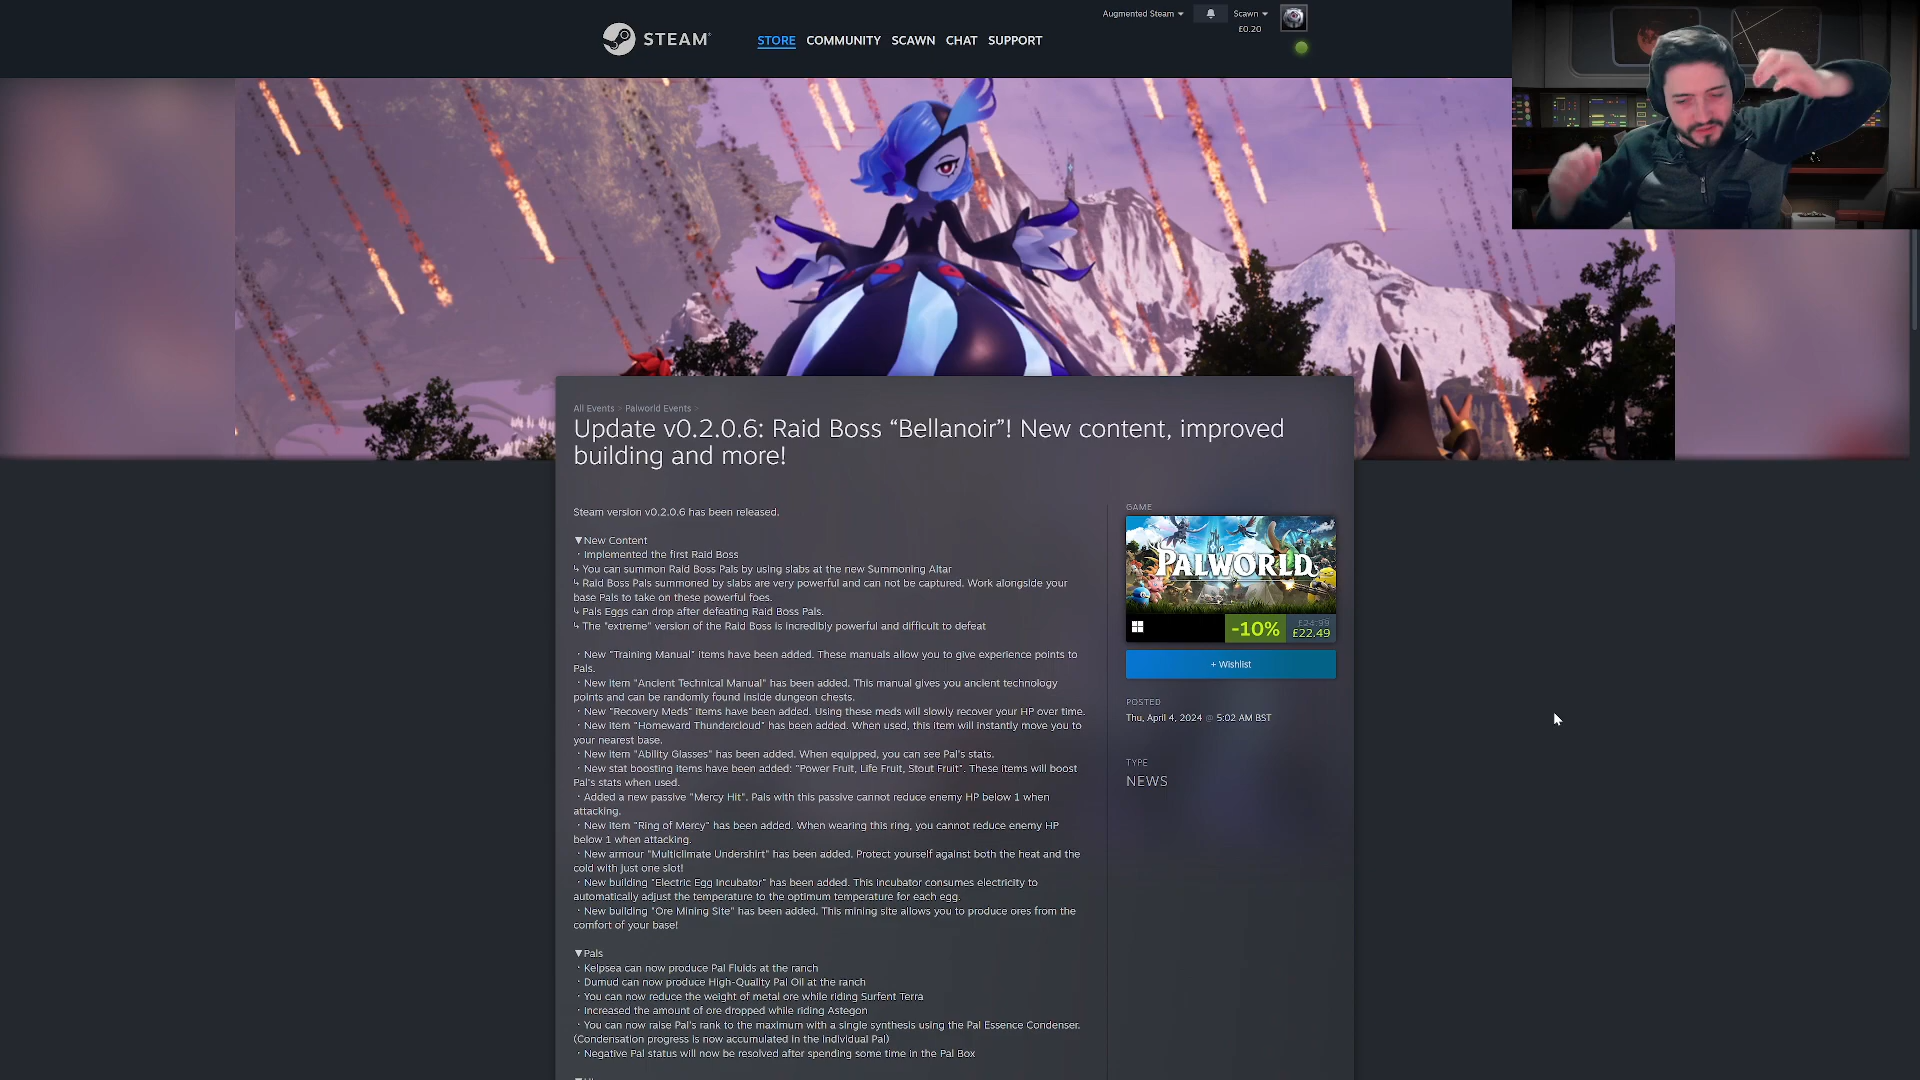 Augmented Steam
Scawn
£0.20
STEAM
STORE COMMUNITY SCAWN CHAT SUPPORT
All Events > Palworld Events >
Update v0.2.0.6: Raid Boss “Bellanoir”! New content, improved
building and more!
Steam version v0.2.0.6 has been released.
▼New Content
・Implemented the first Raid Boss
↳ You can summon Raid Boss Pals by using slabs at the new Summoning Altar
↳ Raid Boss Pals summoned by slabs are very powerful and can not be captured. Work alongside your
base Pals to take on these powerful foes.
↳ Pals Eggs can drop after defeating Raid Boss Pals.
↳ The "extreme" version of the Raid Boss is incredibly powerful and difficult to defeat
・New "Training Manual" items have been added. These manuals allow you to give experience points to
Pals.
・New item "Ancient Technical Manual" has been added. This manual gives you ancient technology
points and can be randomly found inside dungeon chests.
・New "Recovery Meds" items have been added. Using these meds will slowly recover your HP over time.
・New item "Homeward Thundercloud" has been added. When used, this item will instantly move you to
your nearest base.
・New item "Ability Glasses" has been added. When equipped, you can see Pal's stats.
・New stat boosting items have been added: "Power Fruit, Life Fruit, Stout Fruit". These items will boost
Pal's stats when used.
・Added a new passive "Mercy Hit". Pals with this passive cannot reduce enemy HP below 1 when
attacking.
・New item "Ring of Mercy" has been added. When wearing this ring, you cannot reduce enemy HP
below 1 when attacking.
・New armour "Multiclimate Undershirt" has been added. Protect yourself against both the heat and the
cold with just one slot!
・New building "Electric Egg Incubator" has been added. This incubator consumes electricity to
automatically adjust the temperature to the optimum temperature for each egg.
・New building "Ore Mining Site" has been added. This mining site allows you to produce ores from the
comfort of your base!
▼Pals
・Kelpsea can now produce Pal Fluids at the ranch
・Dumud can now produce High-Quality Pal Oil at the ranch
・You can now reduce the weight of metal ore while riding Surfent Terra
・Increased the amount of ore dropped while riding Astegon
・You can now raise Pal's rank to the maximum with a single synthesis using the Pal Essence Condenser.
(Condensation progress is now accumulated in the individual Pal)
・Negative Pal status will now be resolved after spending some time in the Pal Box
GAME
PALWORLD
-10%
£24.99
£22.49
+ Wishlist
POSTED
Thu, April 4, 2024 @ 5:02 AM BST
TYPE
NEWS